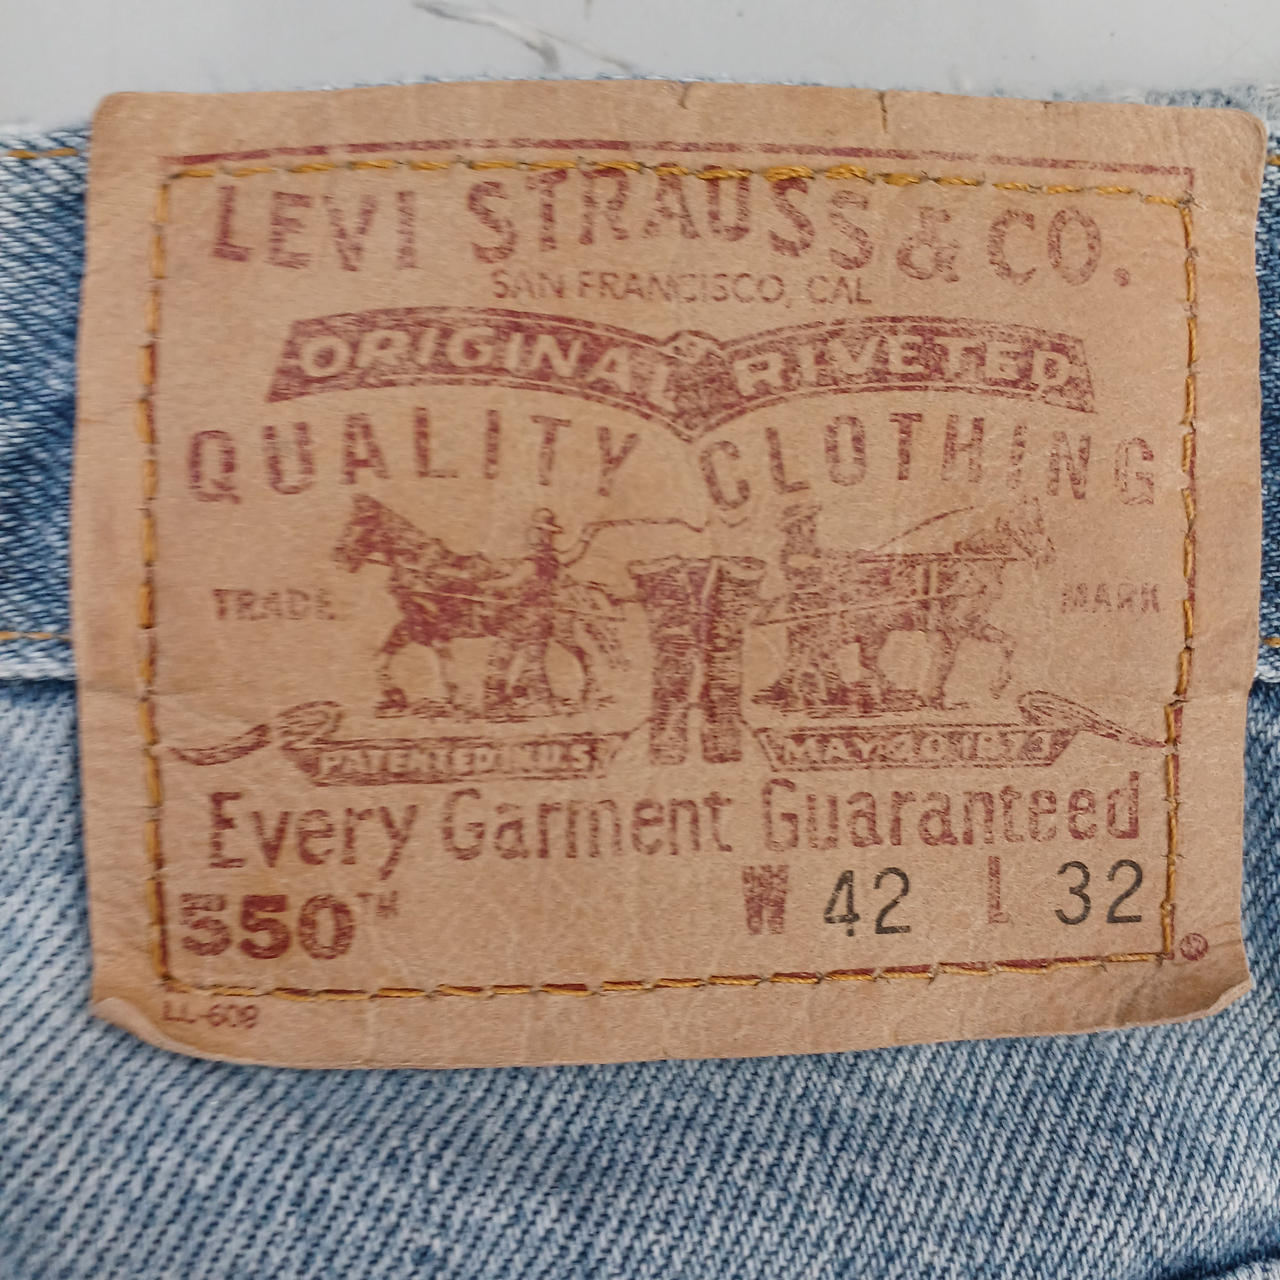 LEVI STRAUSS & CO.
SAN FRANCISCO, CAL
ORIGINAL RIVETED
QUALITY CLOTHING
TRADE MARK
PATENTED IN U.S. MAY 20 1873
Every Garment Guaranteed
550™ W 42 L 32
®
LL-608